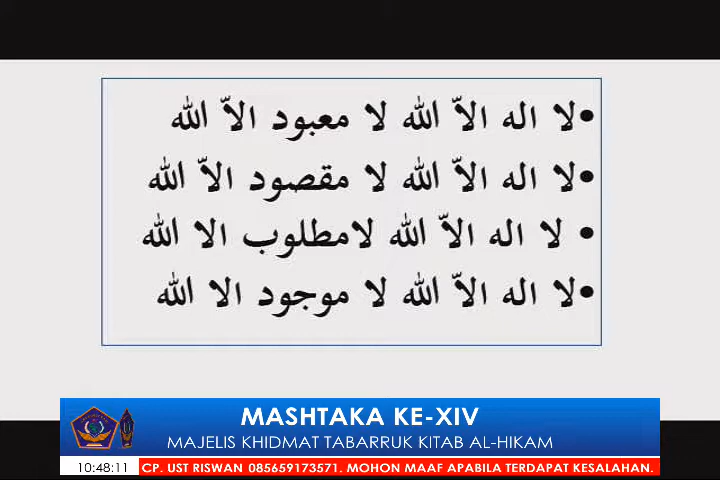 •لا اله الاّ الله لا معبود الاّ الله
•لا اله الاّ الله لا مقصود الاّ الله
• لا اله الاّ الله لامطلوب الا الله
•لا اله الاّ الله لا موجود الا الله
MASHTAKA KE-XIV
MAJELIS KHIDMAT TABARRUK KITAB AL-HIKAM
10:48:11 CP. UST RISWAN 085659173571. MOHON MAAF APABILA TERDAPAT KESALAHAN.